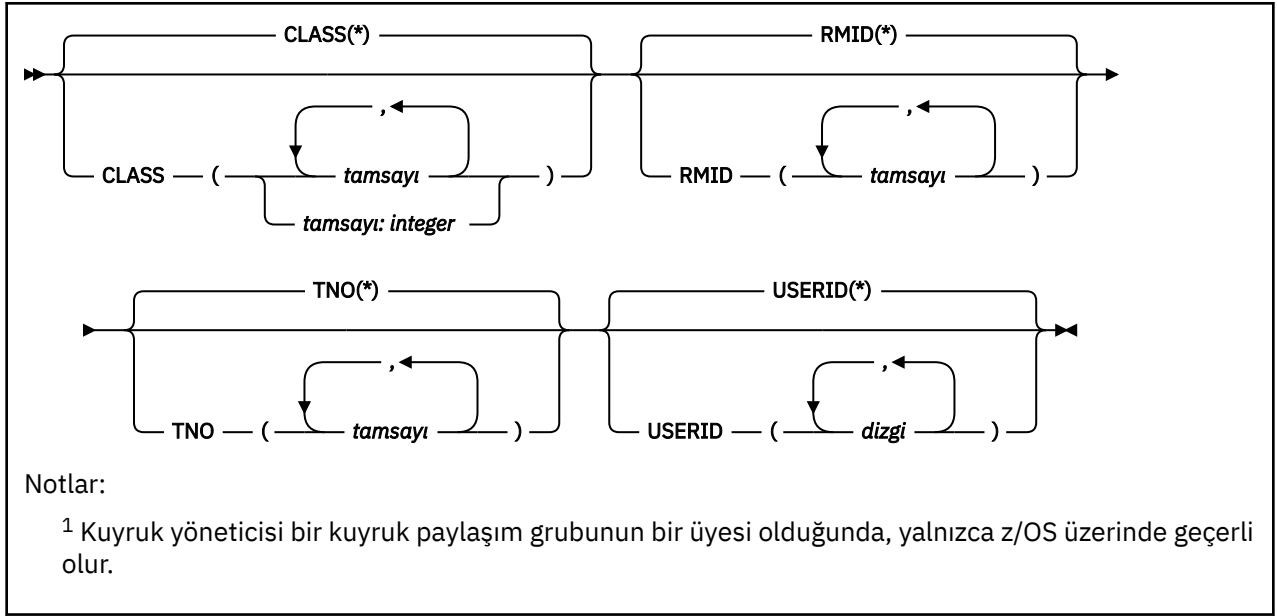 CLASS(*) RMID(*)
, ,
CLASS ( tamsayı ) RMID ( tamsayı )
tamsayı: integer
TNO(*) USERID(*)
, ,
TNO ( tamsayı ) USERID ( dizgi )
Notlar:
1 Kuyruk yöneticisi bir kuyruk paylaşım grubunun bir üyesi olduğunda, yalnızca z/OS üzerinde geçerli
olur.